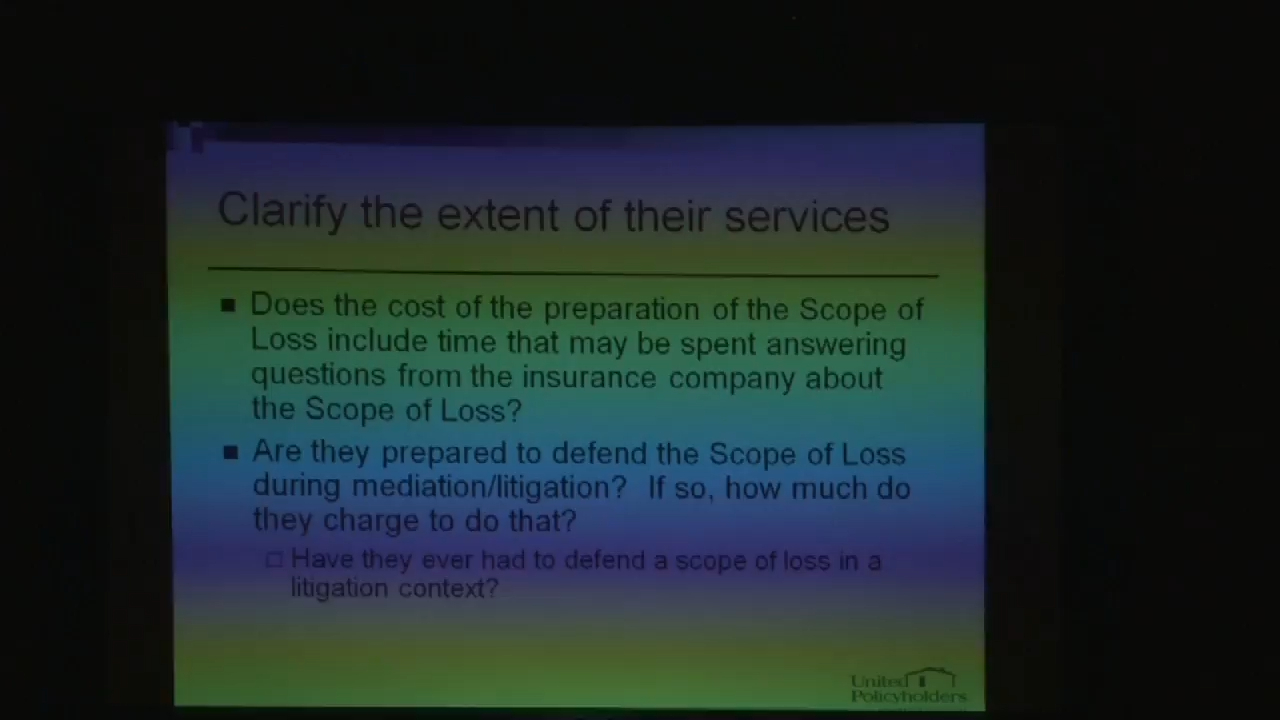 Clarify the extent of their services
Does the cost of the preparation of the Scope of
Loss include time that may be spent answering
questions from the insurance company about
the Scope of Loss?
Are they prepared to defend the Scope of Loss
during mediation/litigation? If so, how much do
they charge to do that?
Have they ever had to defend a scope of loss in a
litigation context?
United
Policyholders